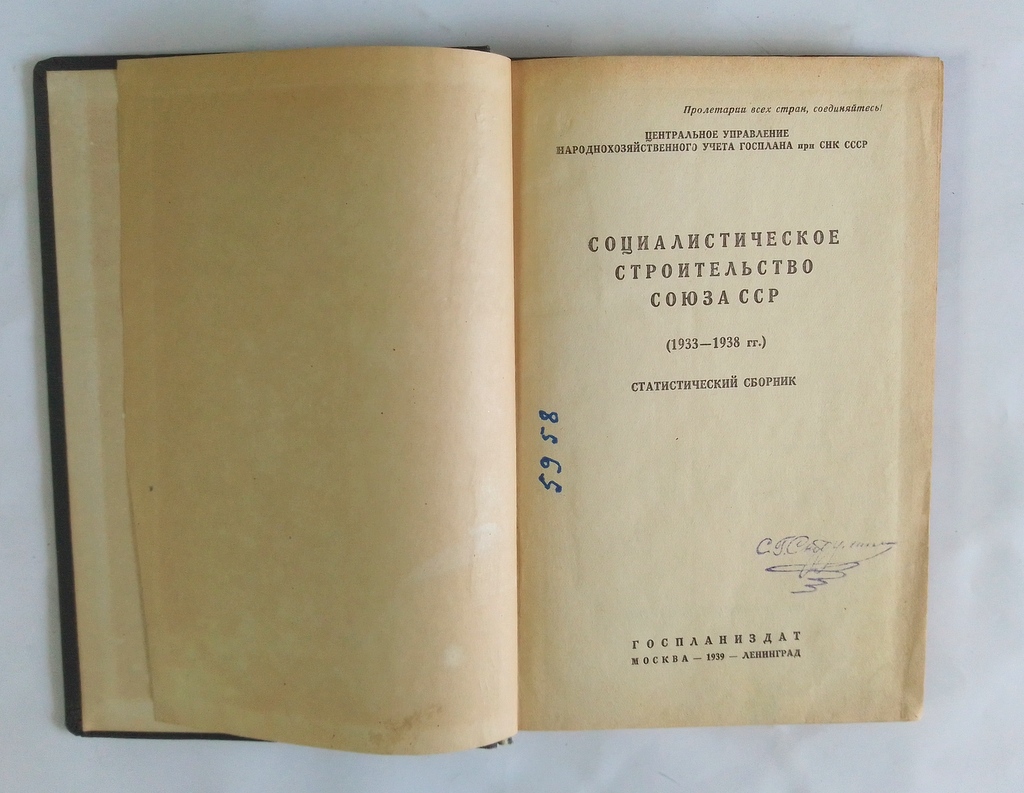 Пролетарии всех стран, соединяйтесь!
ЦЕНТРАЛЬНОЕ УПРАВЛЕНИЕ
НАРОДНОХОЗЯЙСТВЕННОГО УЧЕТА ГОСПЛАНА при СНК СССР
СОЦИАЛИСТИЧЕСКОЕ
СТРОИТЕЛЬСТВО
СОЮЗА ССР
(1933—1938 гг.)
СТАТИСТИЧЕСКИЙ СБОРНИК
5958
ГОСПЛАНИЗДАТ
МОСКВА — 1939 — ЛЕНИНГРАД